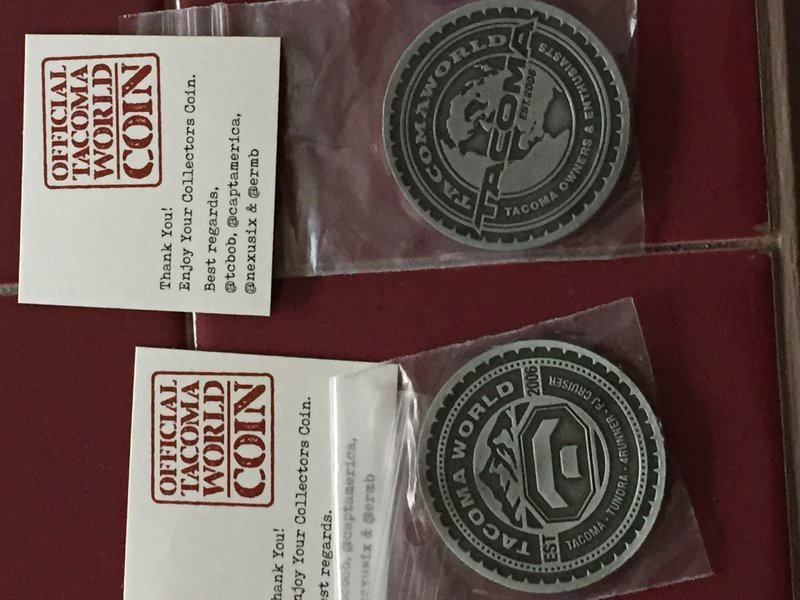 OFFICIAL
TACOMA
WORLD
COIN
Thank You!
Enjoy Your Collectors Coin.
Best regards,
@tcbob, @captamerica,
@nexusix & @ermb
TACOMAWORLD
TACOMA
EST. 2006
TACOMA OWNERS & ENTHUSIASTS
OFFICIAL
TACOMA
WORLD
COIN
hank You!
njoy Your Collectors Coin.
st regards,
bob, @captamerica,
exusix & @ermb
TACOMA WORLD
EST 2006
TACOMA · TUNDRA · 4RUNNER · FJ CRUISER